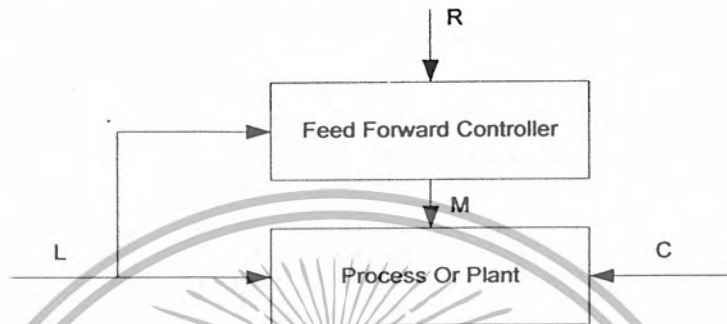 R
Feed Forward Controller
M
L
Process Or Plant
C